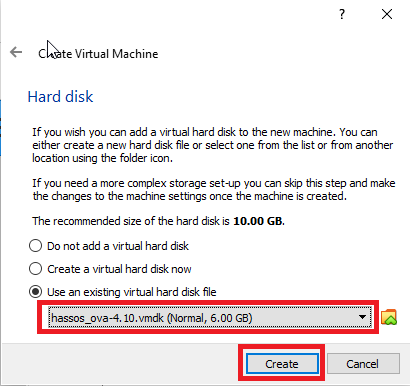 ?
Create Virtual Machine
Hard disk
If you wish you can add a virtual hard disk to the new machine. You can
either create a new hard disk file or select one from the list or from another
location using the folder icon.
If you need a more complex storage set-up you can skip this step and make
the changes to the machine settings once the machine is created.
The recommended size of the hard disk is 10.00 GB.
Do not add a virtual hard disk
Create a virtual hard disk now
Use an existing virtual hard disk file
hassos_ova-4.10.vmdk (Normal, 6.00 GB)
Create
Cancel